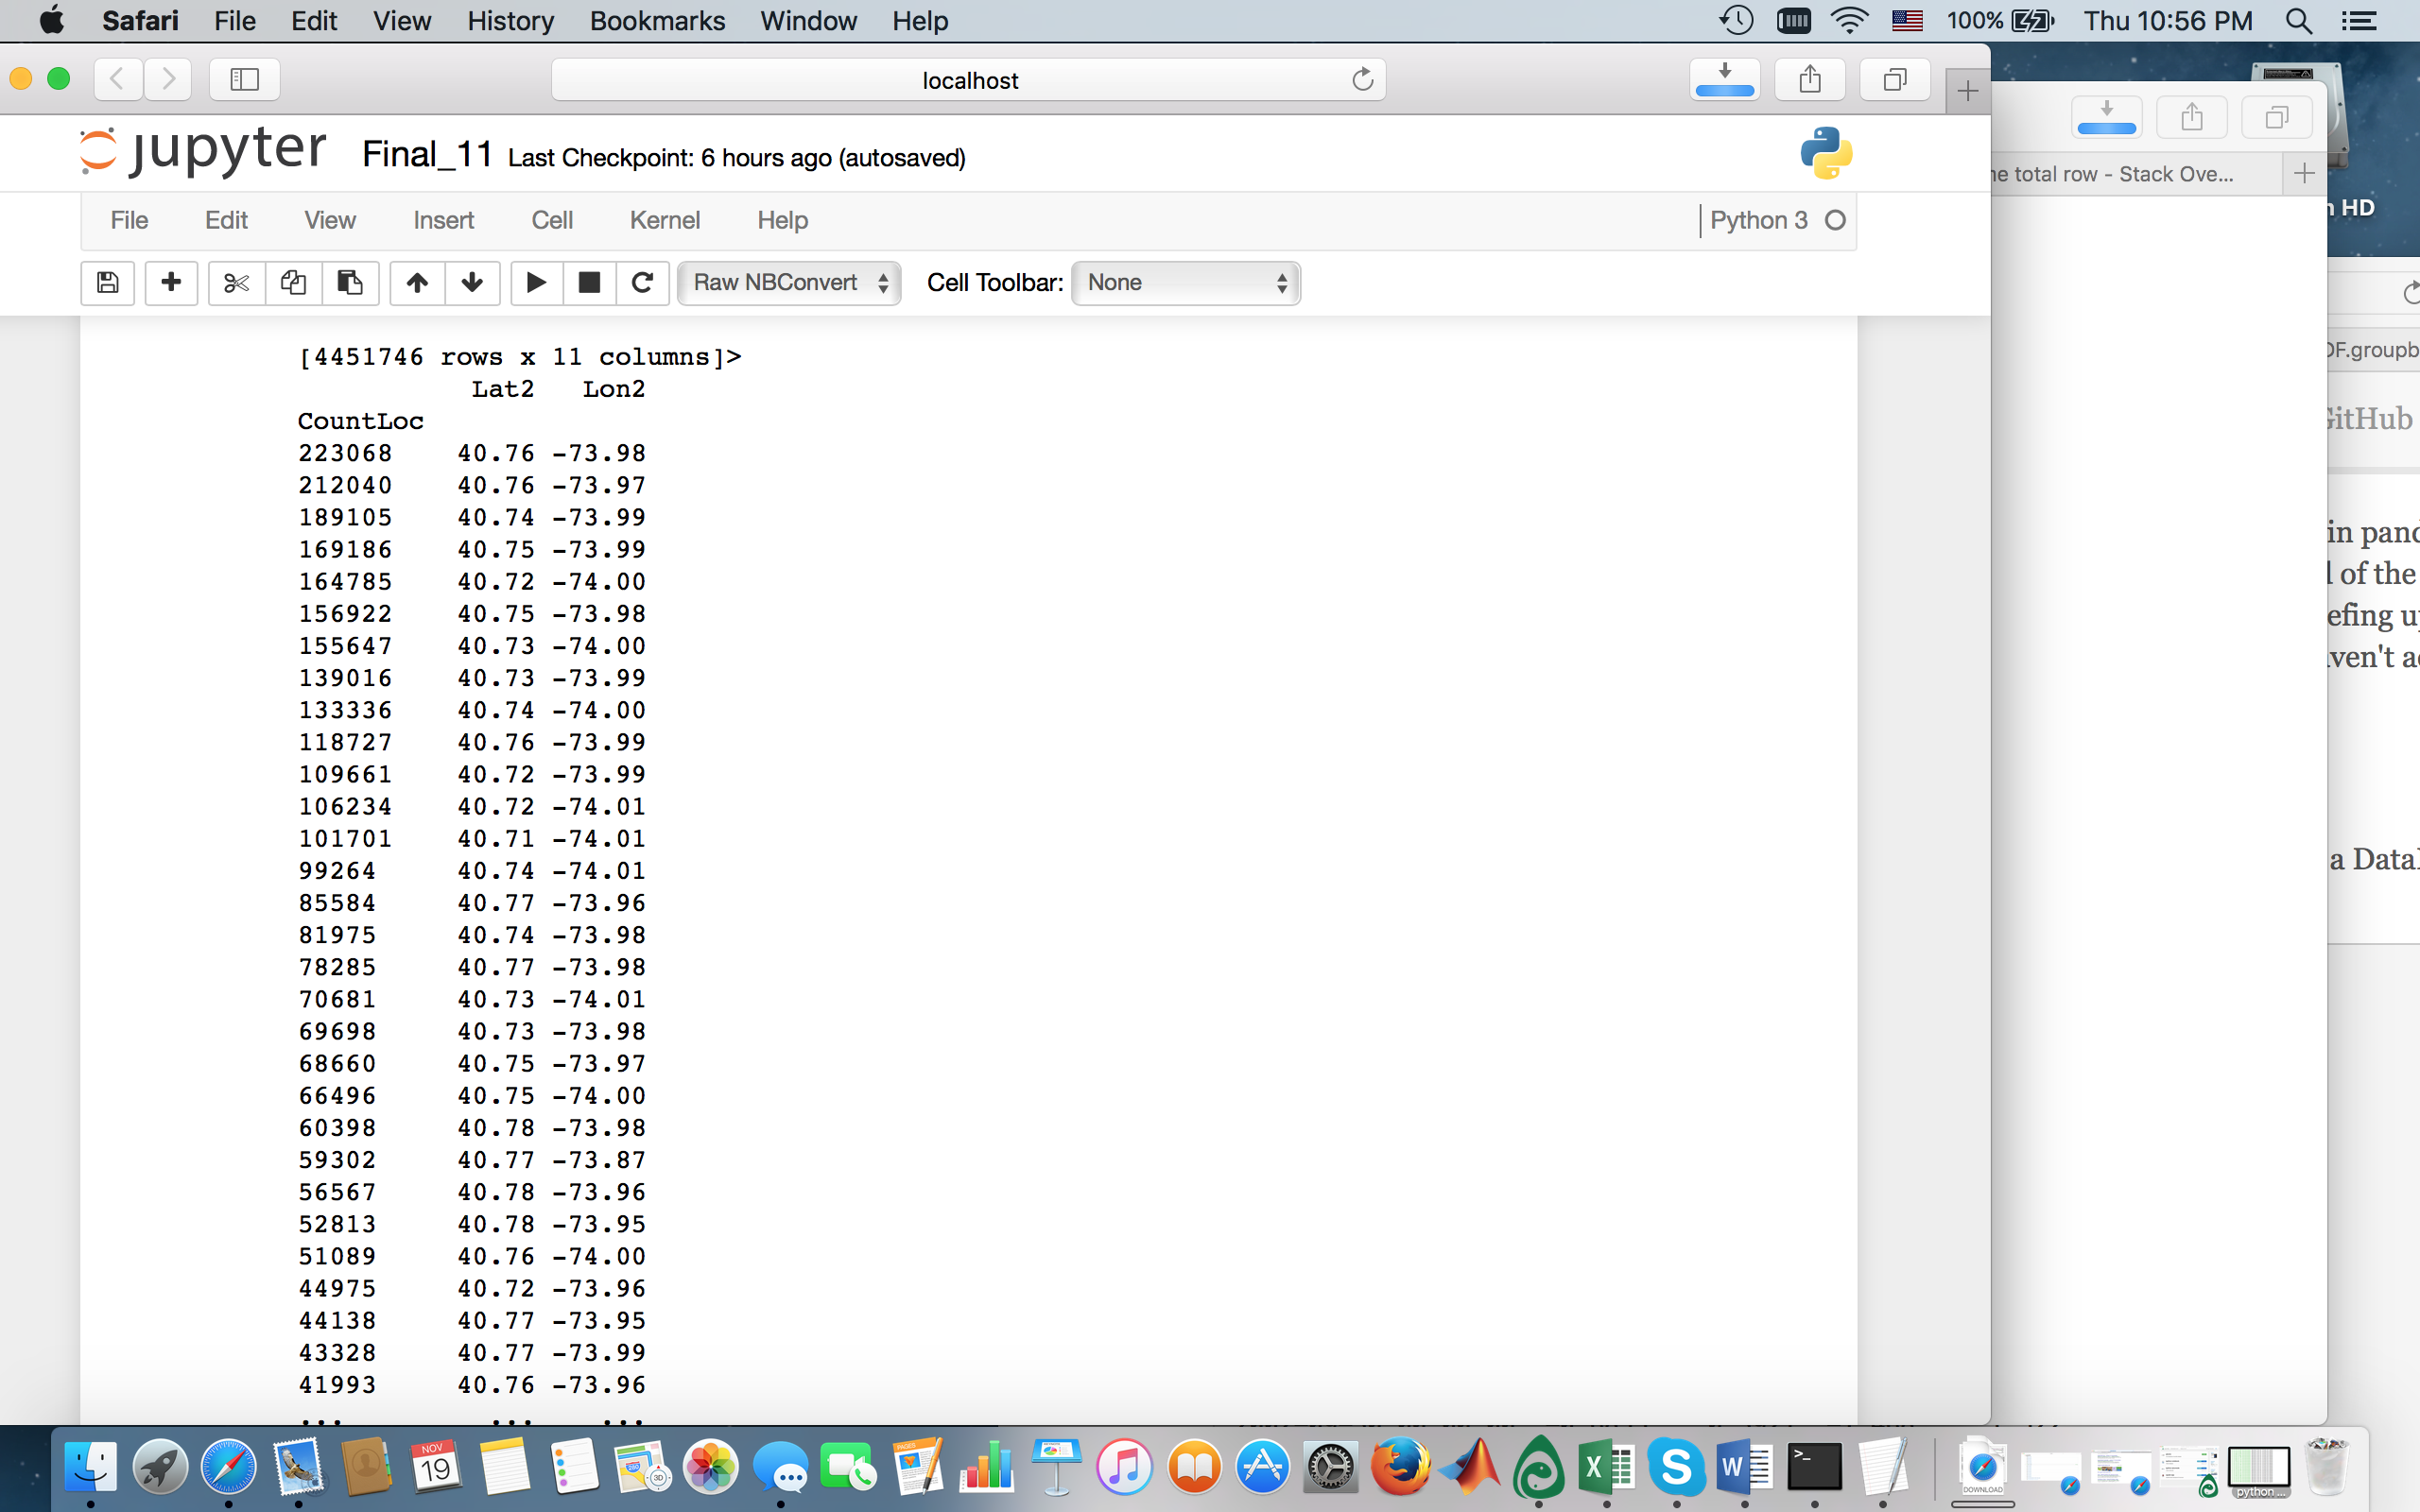 Safari File Edit View History Bookmarks Window Help 100% Thu 10:56 PM
localhost
jupyter Final_11 Last Checkpoint: 6 hours ago (autosaved)
ne total row - Stack Ove...
HD
File Edit View Insert Cell Kernel Help Python 3
Raw NBConvert Cell Toolbar: None
[4451746 rows x 11 columns]>
Lat2 Lon2
CountLoc
223068 40.76 -73.98
212040 40.76 -73.97
189105 40.74 -73.99
169186 40.75 -73.99
164785 40.72 -74.00
156922 40.75 -73.98
155647 40.73 -74.00
139016 40.73 -73.99
133336 40.74 -74.00
118727 40.76 -73.99
109661 40.72 -73.99
106234 40.72 -74.01
101701 40.71 -74.01
99264 40.74 -74.01
85584 40.77 -73.96
81975 40.74 -73.98
78285 40.77 -73.98
70681 40.73 -74.01
69698 40.73 -73.98
68660 40.75 -73.97
66496 40.75 -74.00
60398 40.78 -73.98
59302 40.77 -73.87
56567 40.78 -73.96
52813 40.78 -73.95
51089 40.76 -74.00
44975 40.72 -73.96
44138 40.77 -73.95
43328 40.77 -73.99
41993 40.76 -73.96
... ... ...
DF.groupb
GitHub
in pand
of the
efing u
ven't a
a Data
NOV
19
PAGES
3D
DOWNLOAD
python ...